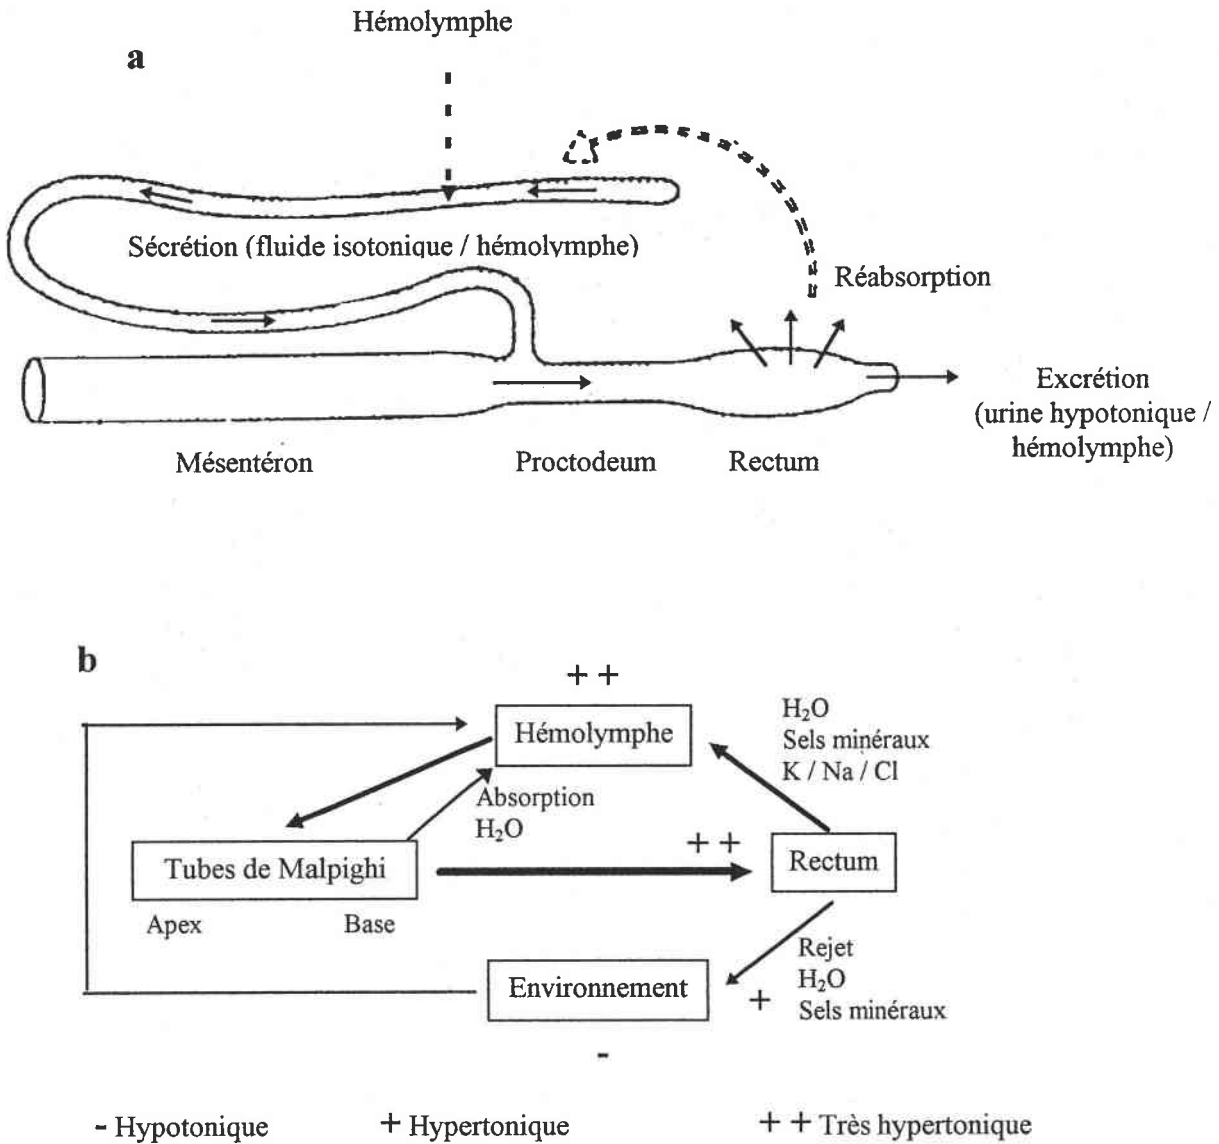 Hémolymphe
a
Sécrétion (fluide isotonique / hémolymphe)
Réabsorption
Excrétion
(urine hypotonique /
hémolymphe)
Mésentéron
Proctodeum
Rectum
b
+ +
Hémolymphe
H₂O
Sels minéraux
K / Na / Cl
Absorption
H₂O
+ +
Tubes de Malpighi
Rectum
Apex
Base
Rejet
H₂O
Sels minéraux
Environnement
+
-
- Hypotonique
+ Hypertonique
+ + Très hypertonique